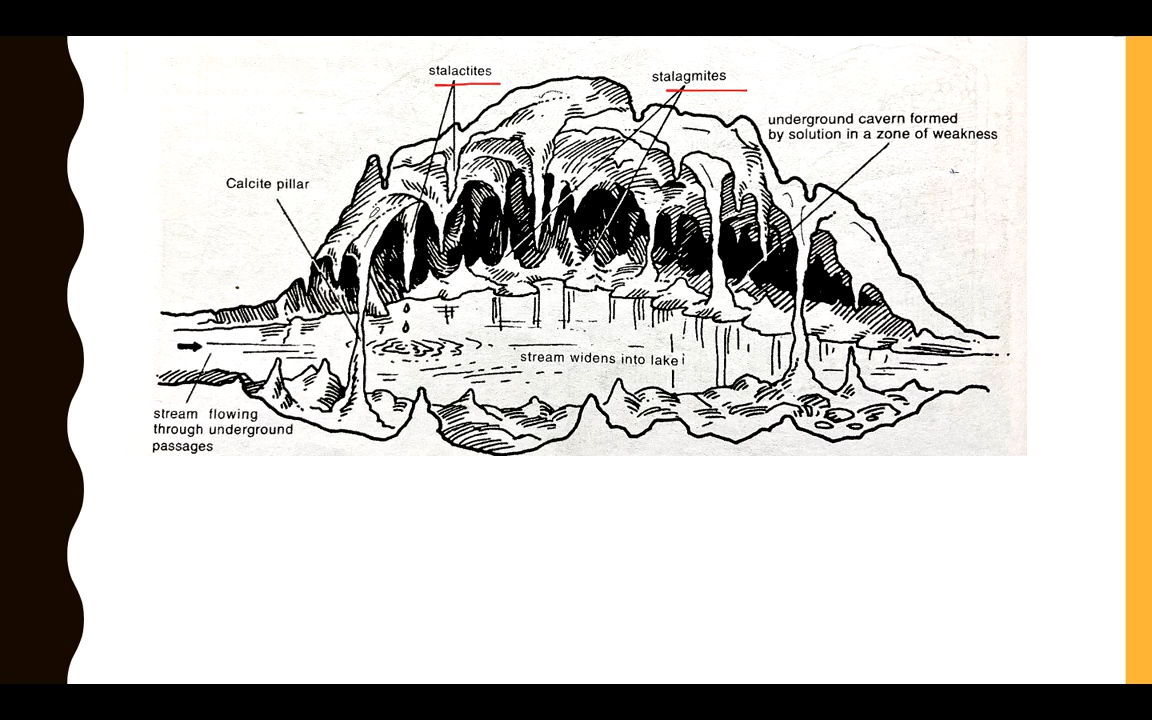 stalactites
stalagmites
underground cavern formed
by solution in a zone of weakness
Calcite pillar
stream widens into lake
stream flowing
through underground
passages